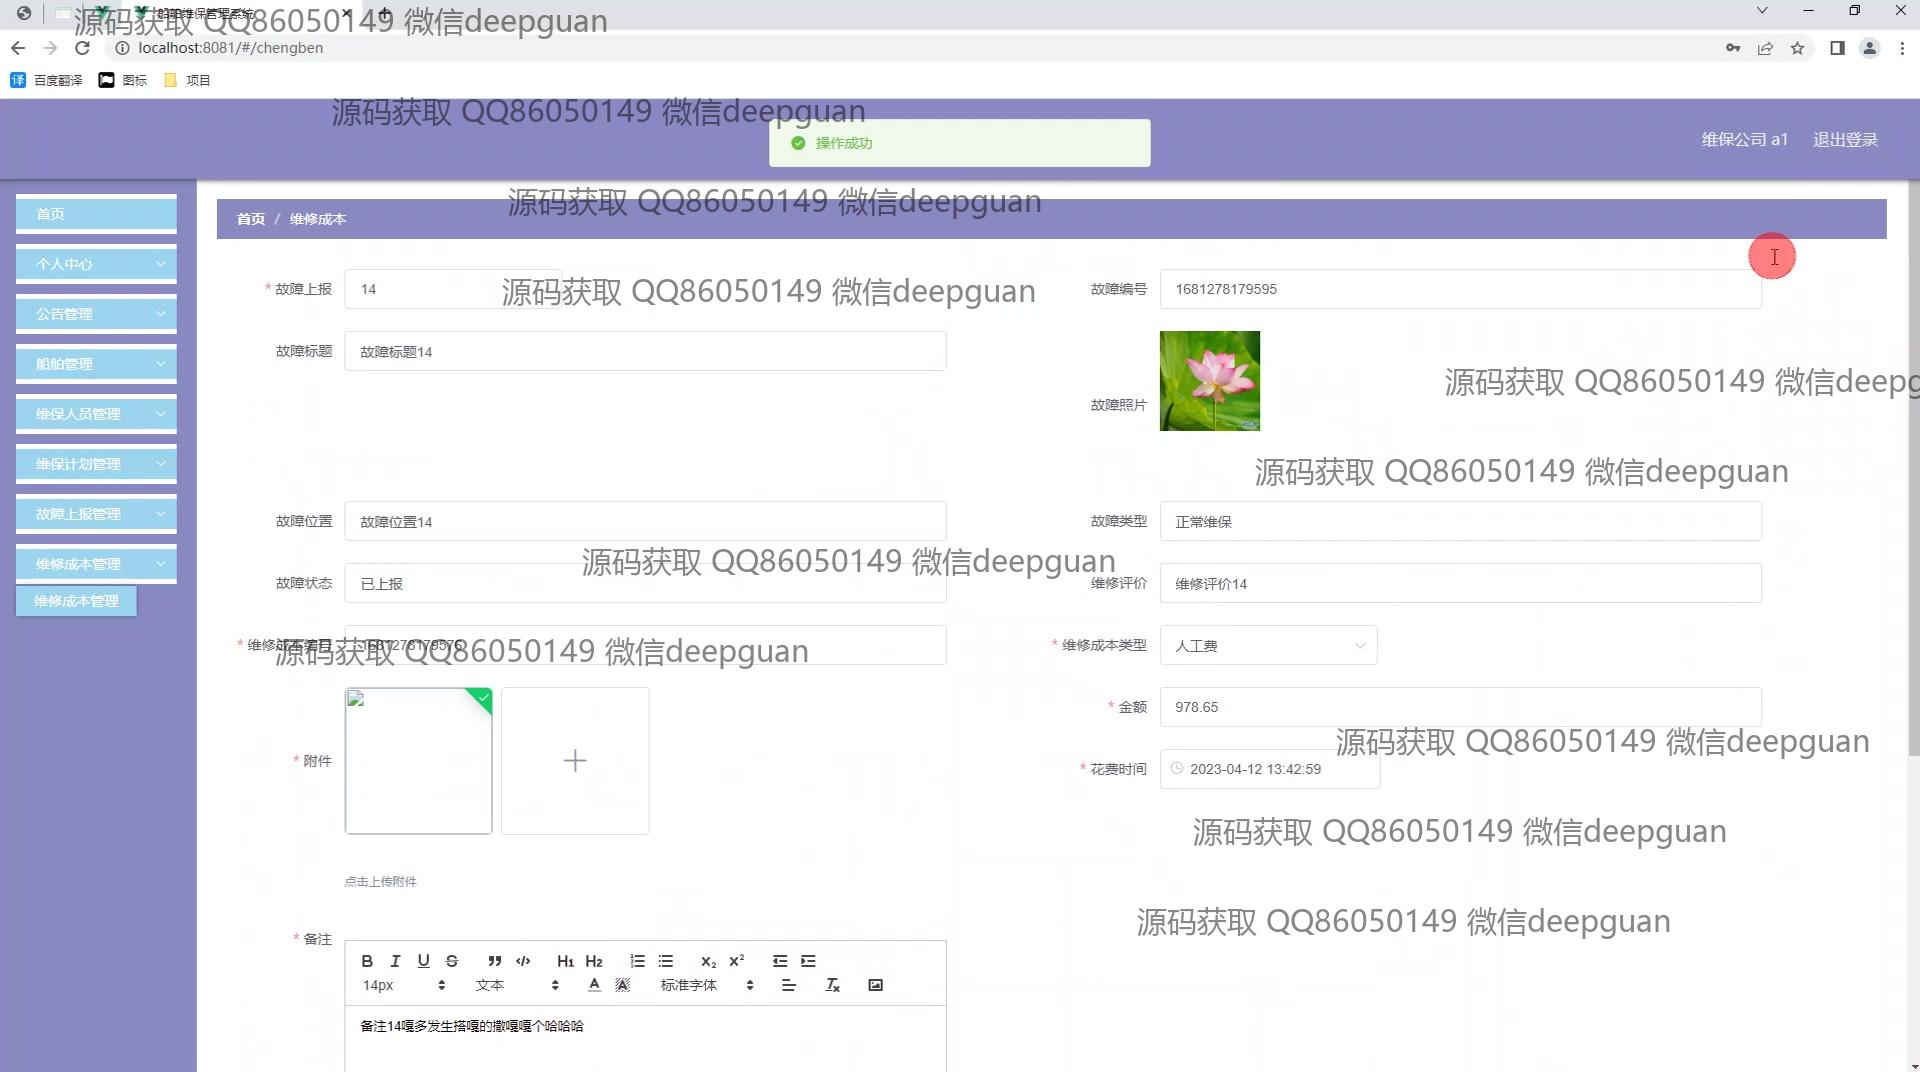 船舶维保管理系统
源码获取 QQ86050149 微信deepguan
localhost:8081/#/chengben
百度翻译 图标 项目
源码获取 QQ86050149 微信deepguan
操作成功
维保公司 a1 退出登录
源码获取 QQ86050149 微信deepguan
首页
首页 / 维修成本
个人中心
* 故障上报 14
源码获取 QQ86050149 微信deepguan
故障编号 1681278179595
公告管理
故障标题 故障标题14
船舶管理
源码获取 QQ86050149 微信deepg
故障照片
维保人员管理
维保计划管理
源码获取 QQ86050149 微信deepguan
故障上报管理
故障位置 故障位置14
故障类型 正常维保
源码获取 QQ86050149 微信deepguan
维修成本管理
故障状态 已上报
维修评价 维修评价14
维修成本管理
* 维修成本编号 1681278179576
源码获取 QQ86050149 微信deepguan
* 维修成本类型 人工费
* 金额 978.65
源码获取 QQ86050149 微信deepguan
* 附件
* 花费时间 2023-04-12 13:42:59
源码获取 QQ86050149 微信deepguan
点击上传附件
源码获取 QQ86050149 微信deepguan
* 备注
B I U S H1 H2 X₂ X²
14px 文本 A A 标准字体 Tx
备注14嘎多发生搭嘎的撒嘎嘎个哈哈哈